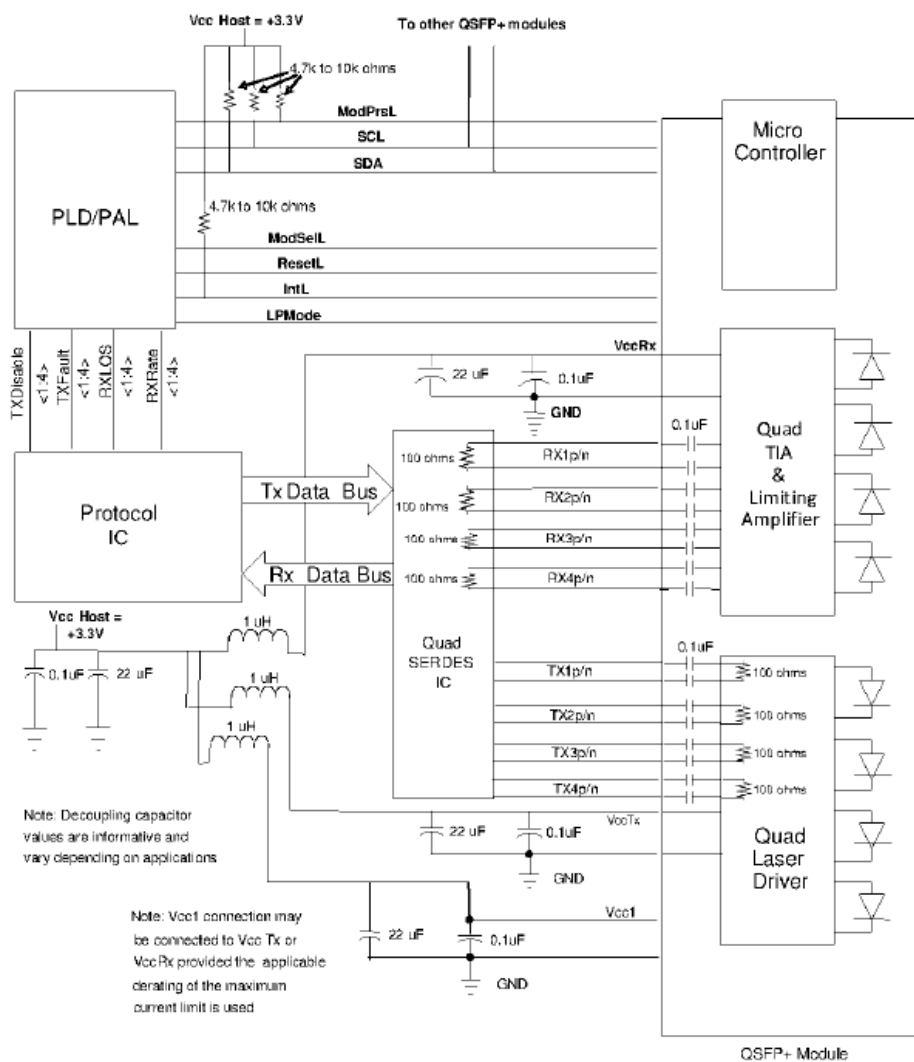 Vcc Host = +3.3V
To other QSFP+ modules
4.7k to 10k ohms
ModPrsL
SCL
SDA
4.7k to 10k ohms
ModSelL
ResetL
IntL
LPMode
PLD/PAL
Micro
Controller
TXDisable
<1:4>
TXFault
<1:4>
RXLOS
<1:4>
RXRate
<1:4>
VccRx
22 uF
0.1uF
GND
0.1uF
Quad
TIA
&
Limiting
Amplifier
100 ohms
RX1p/n
100 ohms
RX2p/n
100 ohms
RX3p/n
100 ohms
RX4p/n
Protocol
IC
Tx Data Bus
Rx Data Bus
Quad
SERDES
IC
Vcc Host =
+3.3V
0.1uF
22 uF
1 uH
1 uH
1 uH
0.1uF
TX1p/n
100 ohms
TX2p/n
100 ohms
TX3p/n
100 ohms
TX4p/n
100 ohms
VccTx
22 uF
0.1uF
GND
Quad
Laser
Driver
Note: Decoupling capacitor
values are informative and
vary depending on applications
Vcc1
22 uF
0.1uF
GND
Note: Vcc1 connection may
be connected to Vcc Tx or
VccRx provided the applicable
derating of the maximum
current limit is used
QSFP+ Module